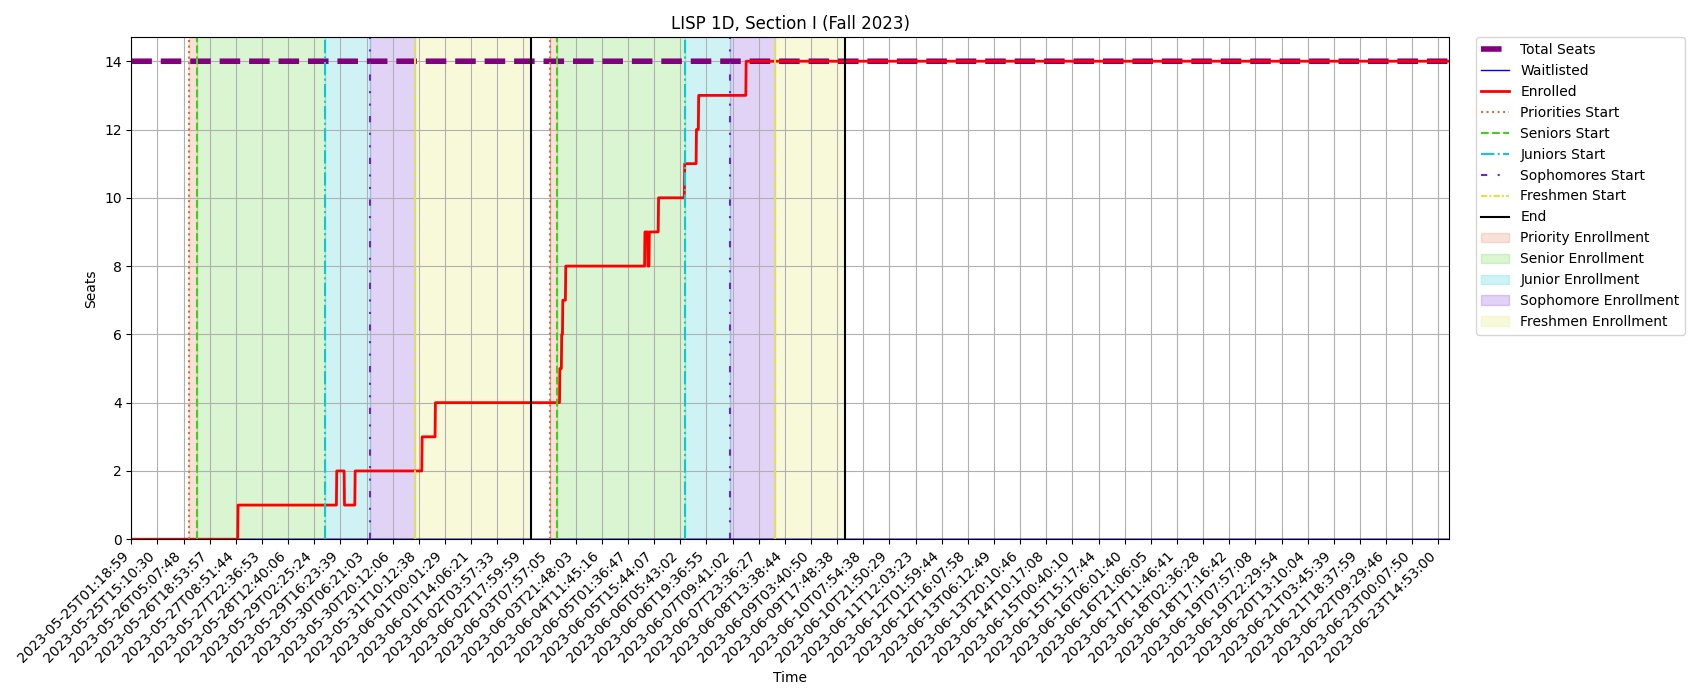 LISP 1D, Section I (Fall 2023)
14
12
10
8
6
4
2
0
Seats
2023-05-25T01:18:59
2023-05-25T15:10:30
2023-05-26T05:07:48
2023-05-26T18:53:57
2023-05-27T08:51:44
2023-05-27T22:36:53
2023-05-28T12:40:06
2023-05-29T02:25:24
2023-05-29T16:23:39
2023-05-30T06:21:03
2023-05-30T20:12:06
2023-05-31T10:12:38
2023-06-01T00:01:29
2023-06-01T14:06:21
2023-06-02T03:57:33
2023-06-02T17:59:59
2023-06-03T07:57:05
2023-06-03T21:48:03
2023-06-04T11:45:16
2023-06-05T01:36:47
2023-06-05T15:44:07
2023-06-06T05:43:02
2023-06-06T19:36:55
2023-06-07T09:41:02
2023-06-07T23:36:27
2023-06-08T13:38:44
2023-06-09T03:40:50
2023-06-09T17:48:38
2023-06-10T07:54:38
2023-06-10T21:50:29
2023-06-11T12:03:23
2023-06-12T01:59:44
2023-06-12T16:07:58
2023-06-13T06:12:49
2023-06-13T20:10:46
2023-06-14T10:17:08
2023-06-15T00:40:10
2023-06-15T15:17:44
2023-06-16T06:01:40
2023-06-16T21:06:05
2023-06-17T11:46:41
2023-06-18T02:36:28
2023-06-18T17:16:42
2023-06-19T07:57:08
2023-06-19T22:29:54
2023-06-20T13:10:04
2023-06-21T03:45:39
2023-06-21T18:37:59
2023-06-22T09:29:46
2023-06-23T00:07:50
2023-06-23T14:53:00
Time
Total Seats
Waitlisted
Enrolled
Priorities Start
Seniors Start
Juniors Start
Sophomores Start
Freshmen Start
End
Priority Enrollment
Senior Enrollment
Junior Enrollment
Sophomore Enrollment
Freshmen Enrollment